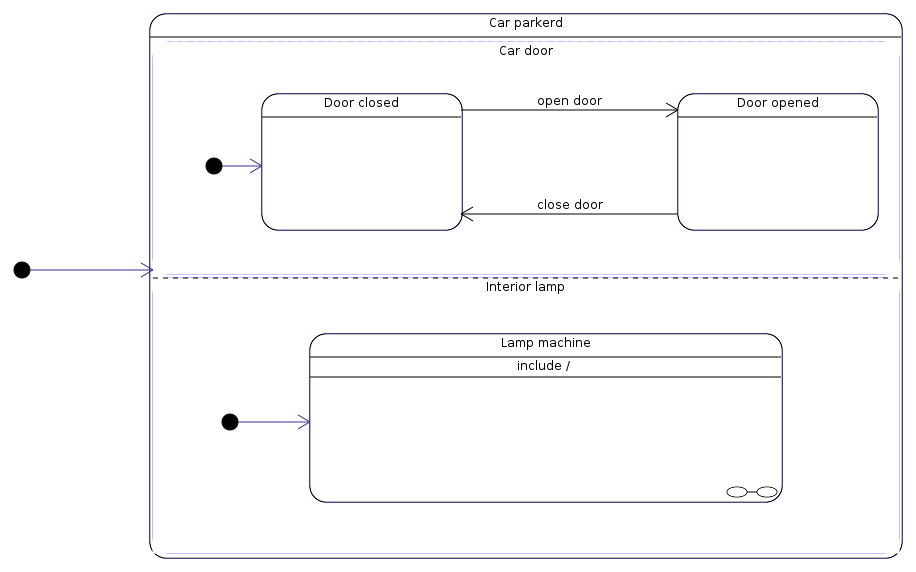 Car parkerd
Car door
Door closed
open door
Door opened
close door
Interior lamp
Lamp machine
include /